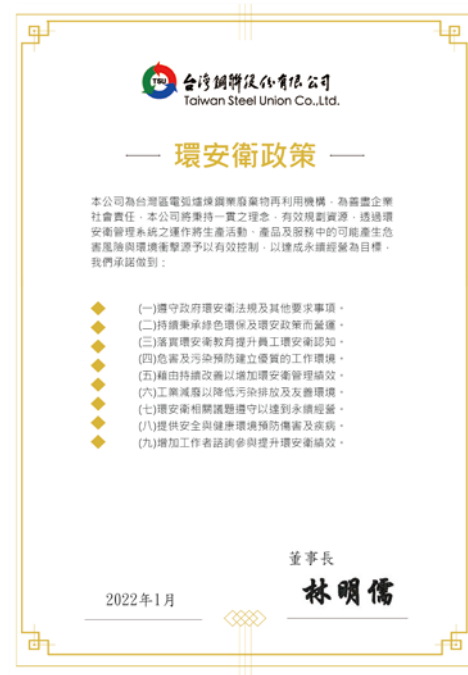 TSU
台灣鋼聯股份有限公司
Taiwan Steel Union Co.,Ltd.
環安衛政策
本公司為台灣區電弧爐煉鋼業廢棄物再利用機構，為善盡企業
社會責任，本公司將秉持一貫之理念，有效規劃資源，透過環
安衛管理系統之運作將生產活動、產品及服務中的可能產生危
害風險與環境衝擊源予以有效控制，以達成永續經營為目標，
我們承諾做到：
(一)遵守政府環安衛法規及其他要求事項。
(二)持續秉承綠色環保及環安政策而營運。
(三)落實環安衛教育提升員工環安衛認知。
(四)危害及污染預防建立優質的工作環境。
(五)藉由持續改善以增加環安衛管理績效。
(六)工業減廢以降低污染排放及友善環境。
(七)環安衛相關議題遵守以達到永續經營。
(八)提供安全與健康環境預防傷害及疾病。
(九)增加工作者諮詢參與提升環安衛績效。
董事長
林明儒
2022年1月